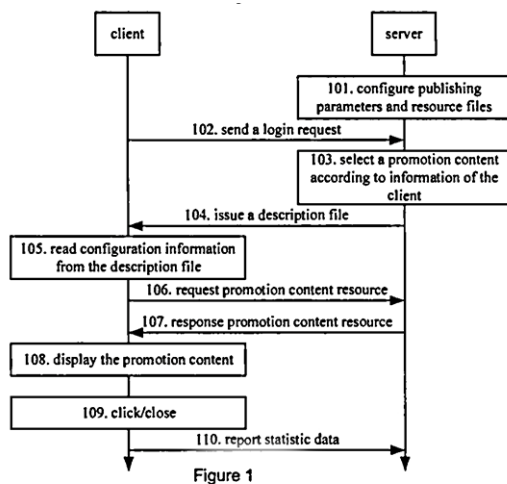 client
server
101. configure publishing
parameters and resource files
102. send a login request
103. select a promotion content
according to information of the
client
104. issue a description file
105. read configuration information
from the description file
106. request promotion content resource
107. response promotion content resource
108. display the promotion content
109. click/close
110. report statistic data
Figure 1